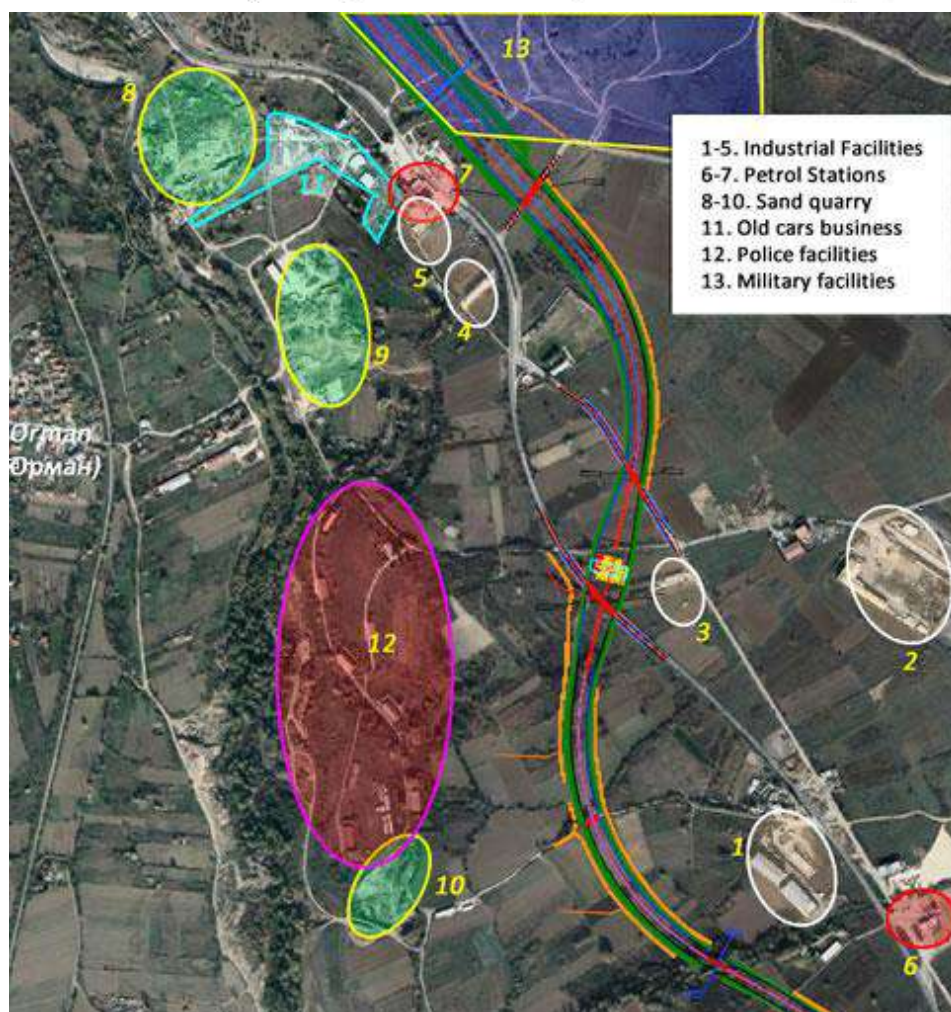 13
8
1-5. Industrial Facilities
6-7. Petrol Stations
8-10. Sand quarry
11. Old cars business
12. Police facilities
13. Military facilities
7
11
5
4
9
Orman
Орман)
12
3
2
1
10
6